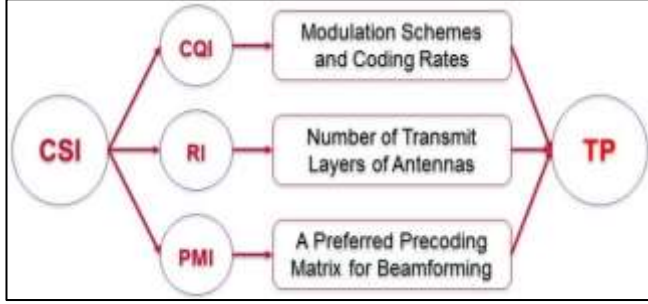 CSI
CQI
Modulation Schemes
and Coding Rates
RI
Number of Transmit
Layers of Antennas
PMI
A Preferred Precoding
Matrix for Beamforming
TP